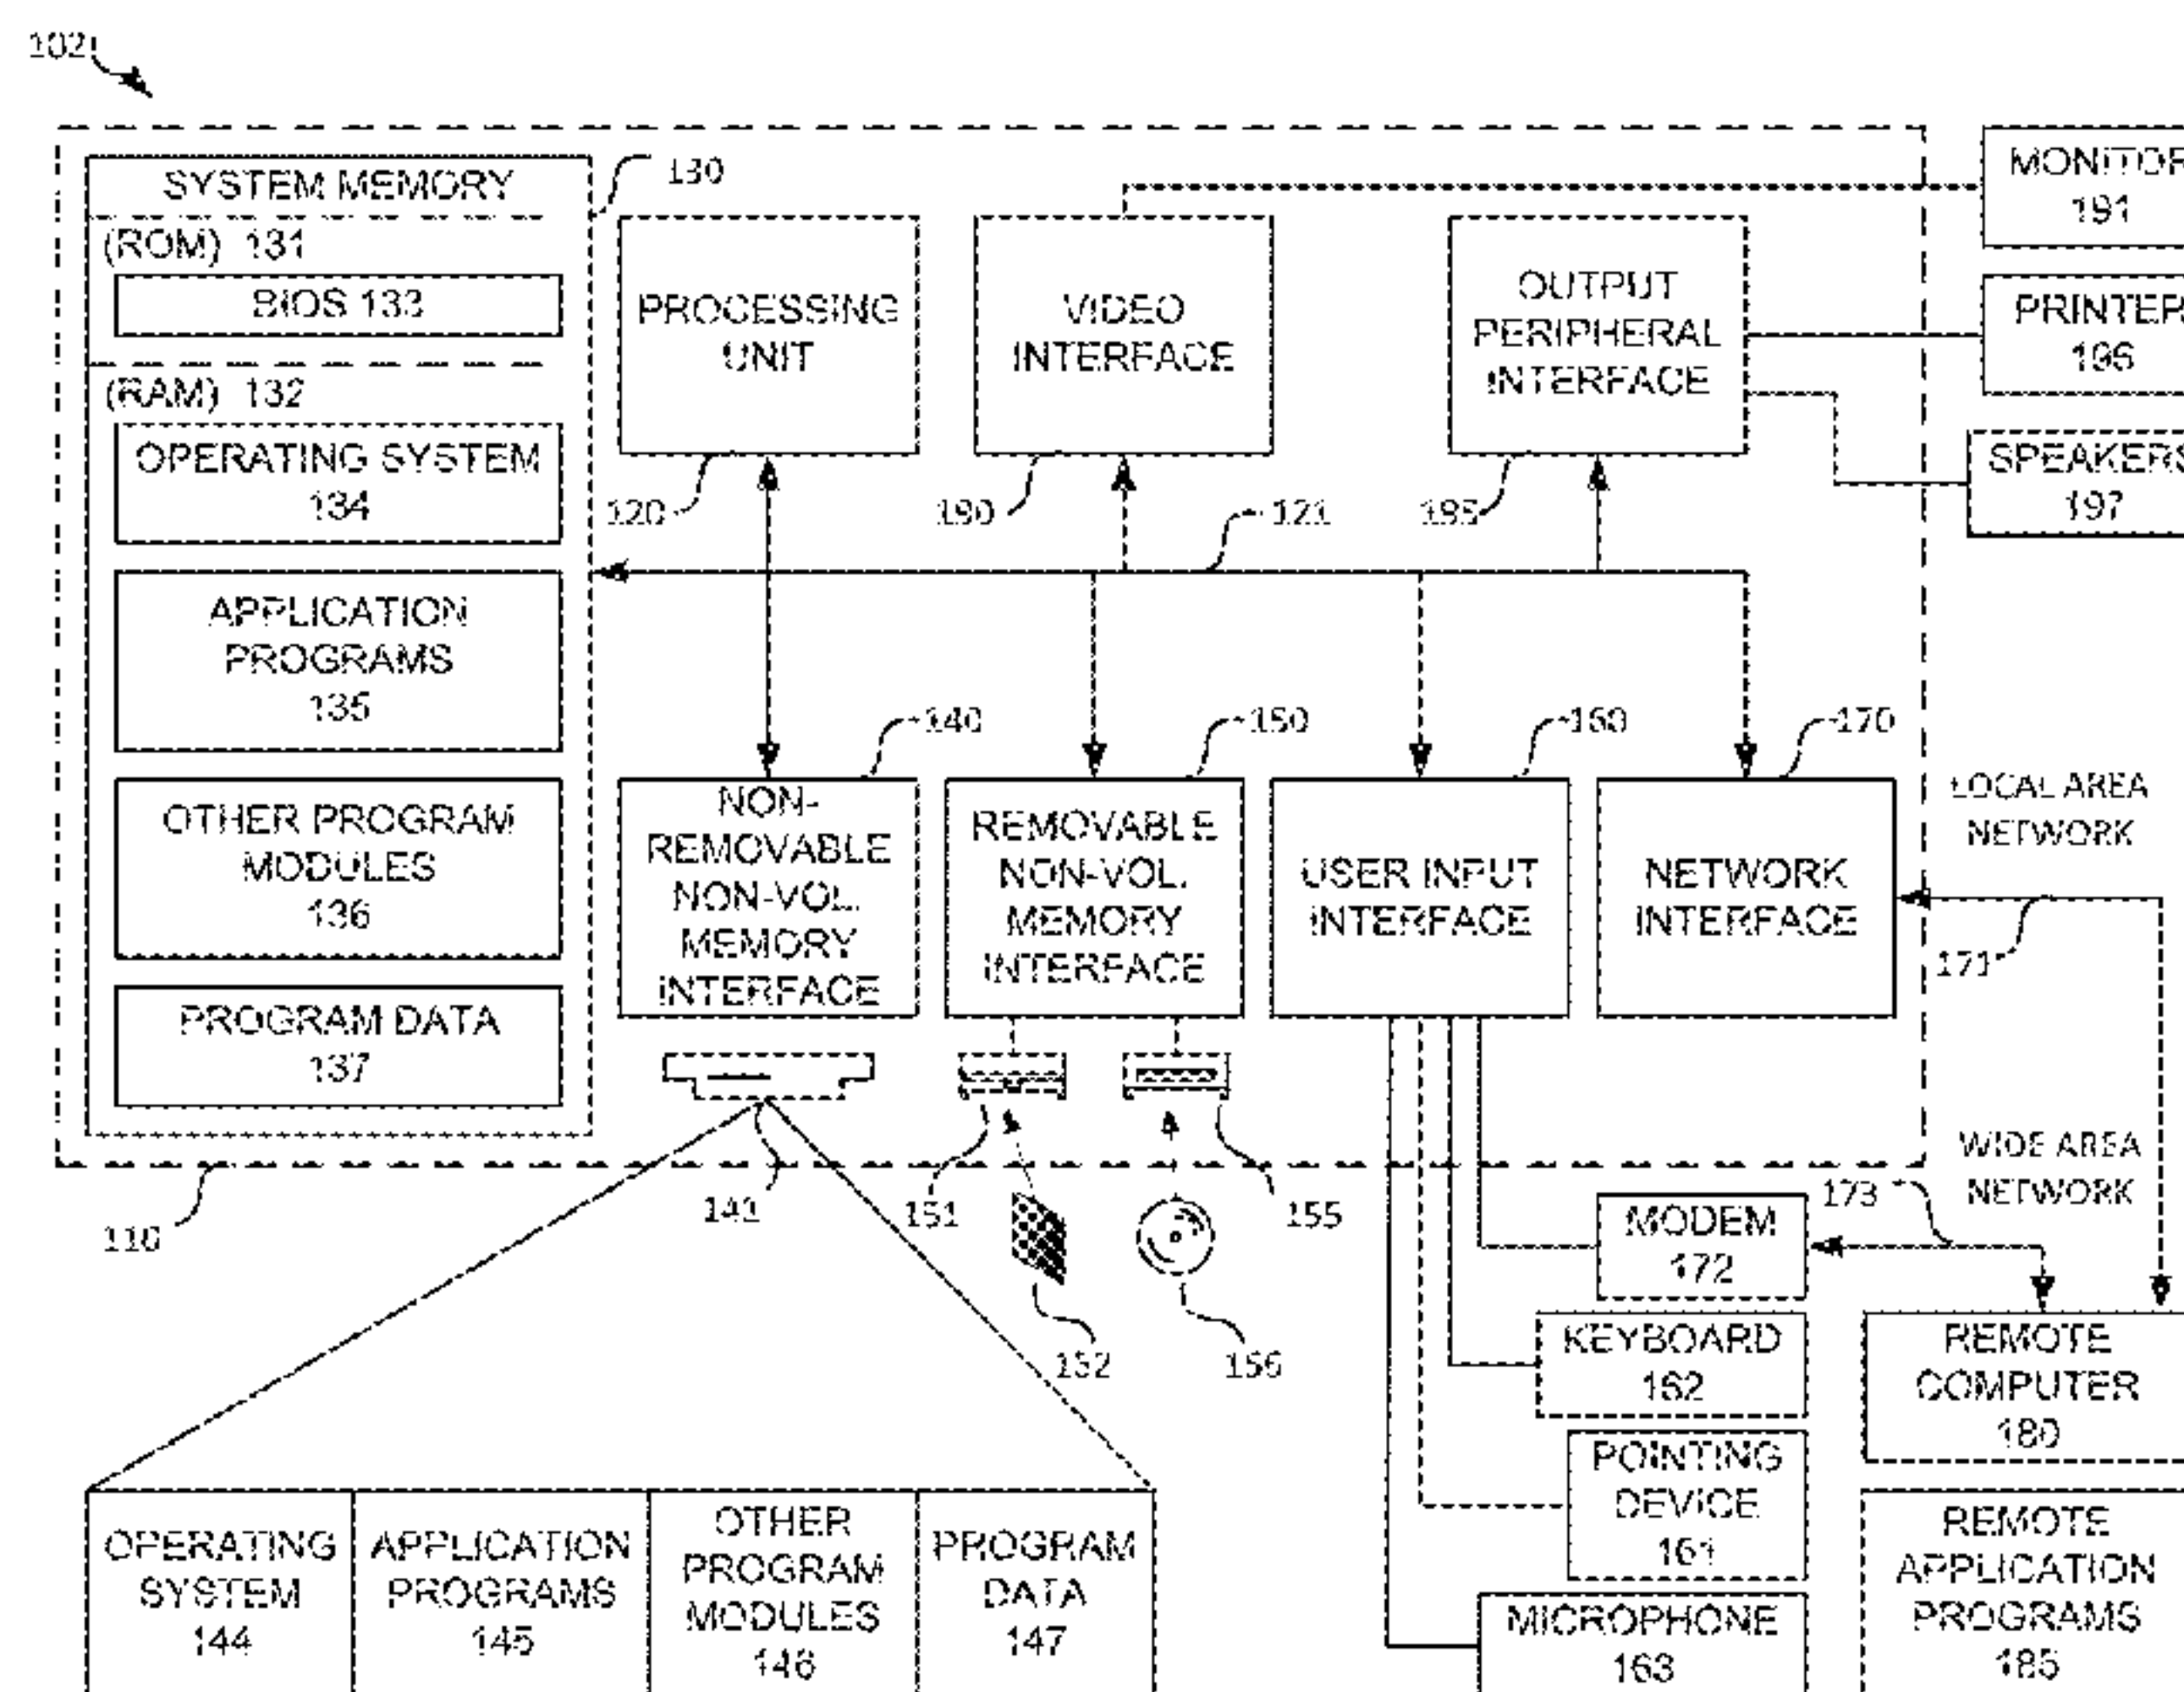 102
SYSTEM MEMORY
130
(ROM) 131
BIOS 133
(RAM) 132
OPERATING SYSTEM
134
APPLICATION
PROGRAMS
135
OTHER PROGRAM
MODULES
136
PROGRAM DATA
137
PROCESSING
UNIT
120
VIDEO
INTERFACE
190
121
OUTPUT
PERIPHERAL
INTERFACE
195
MONITOR
191
PRINTER
196
SPEAKERS
197
140
NON-
REMOVABLE
NON-VOL.
MEMORY
INTERFACE
150
REMOVABLE
NON-VOL.
MEMORY
INTERFACE
160
USER INPUT
INTERFACE
170
NETWORK
INTERFACE
LOCAL AREA
NETWORK
171
110
141
151
152
155
156
WIDE AREA
NETWORK
173
MODEM
172
KEYBOARD
162
POINTING
DEVICE
161
MICROPHONE
163
REMOTE
COMPUTER
180
REMOTE
APPLICATION
PROGRAMS
185
OPERATING
SYSTEM
144
APPLICATION
PROGRAMS
145
OTHER
PROGRAM
MODULES
146
PROGRAM
DATA
147